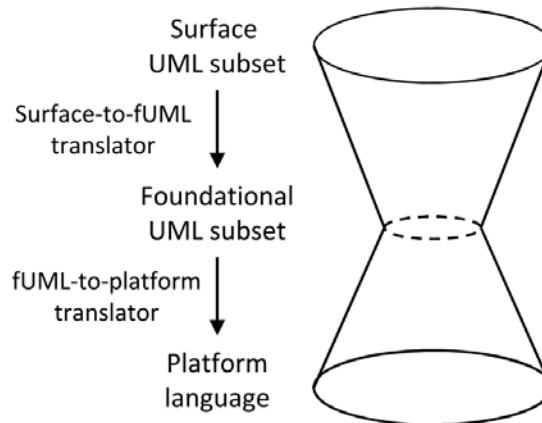 Surface
UML subset
Surface-to-fUML
translator
Foundational
UML subset
fUML-to-platform
translator
Platform
language